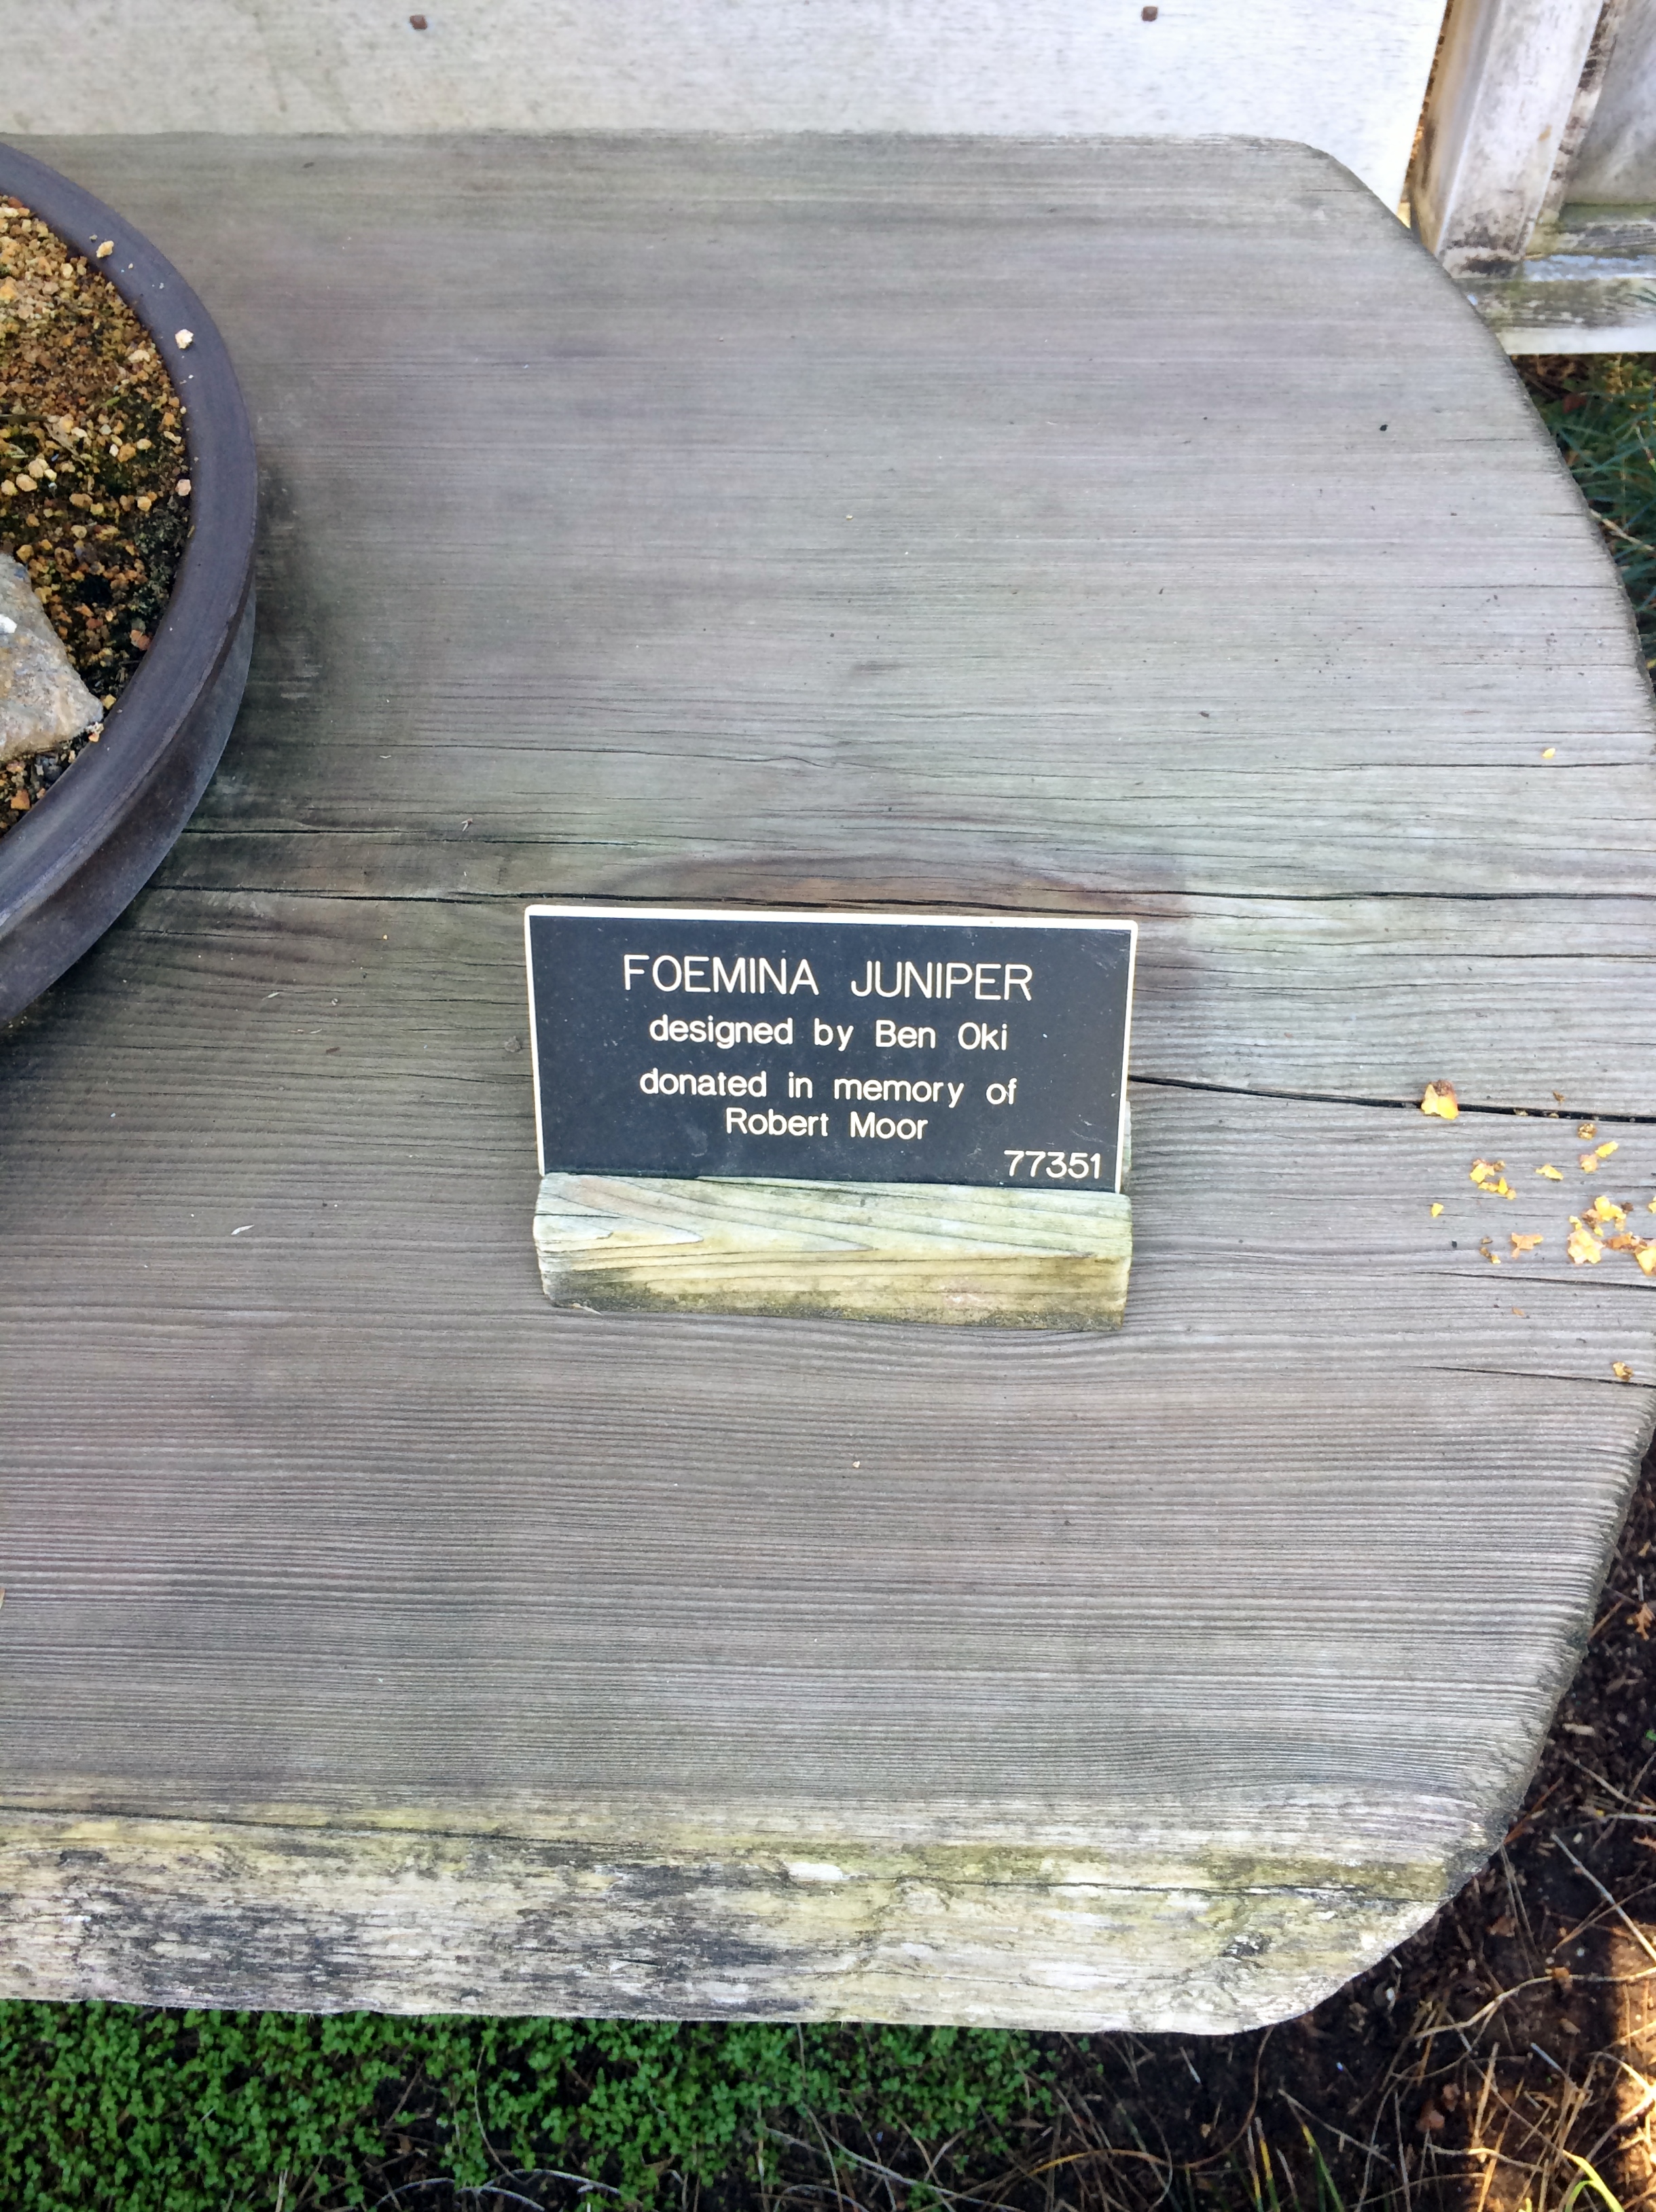 FOEMINA JUNIPER
designed by Ben Oki
donated in memory of
Robert Moor
77351